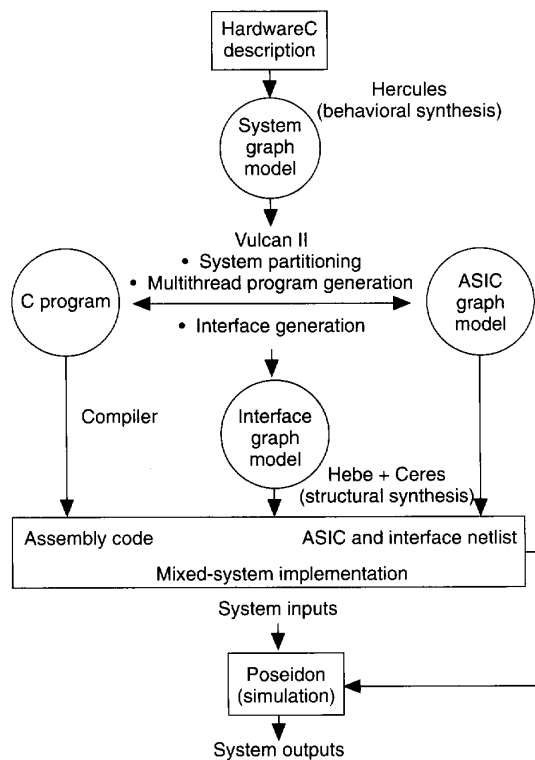 HardwareC
description
Hercules
(behavioral synthesis)
System
graph
model
Vulcan II
• System partitioning
• Multithread program generation
C program
ASIC
graph
model
• Interface generation
Compiler
Interface
graph
model
Hebe + Ceres
(structural synthesis)
Assembly code
ASIC and interface netlist
Mixed-system implementation
System inputs
Poseidon
(simulation)
System outputs